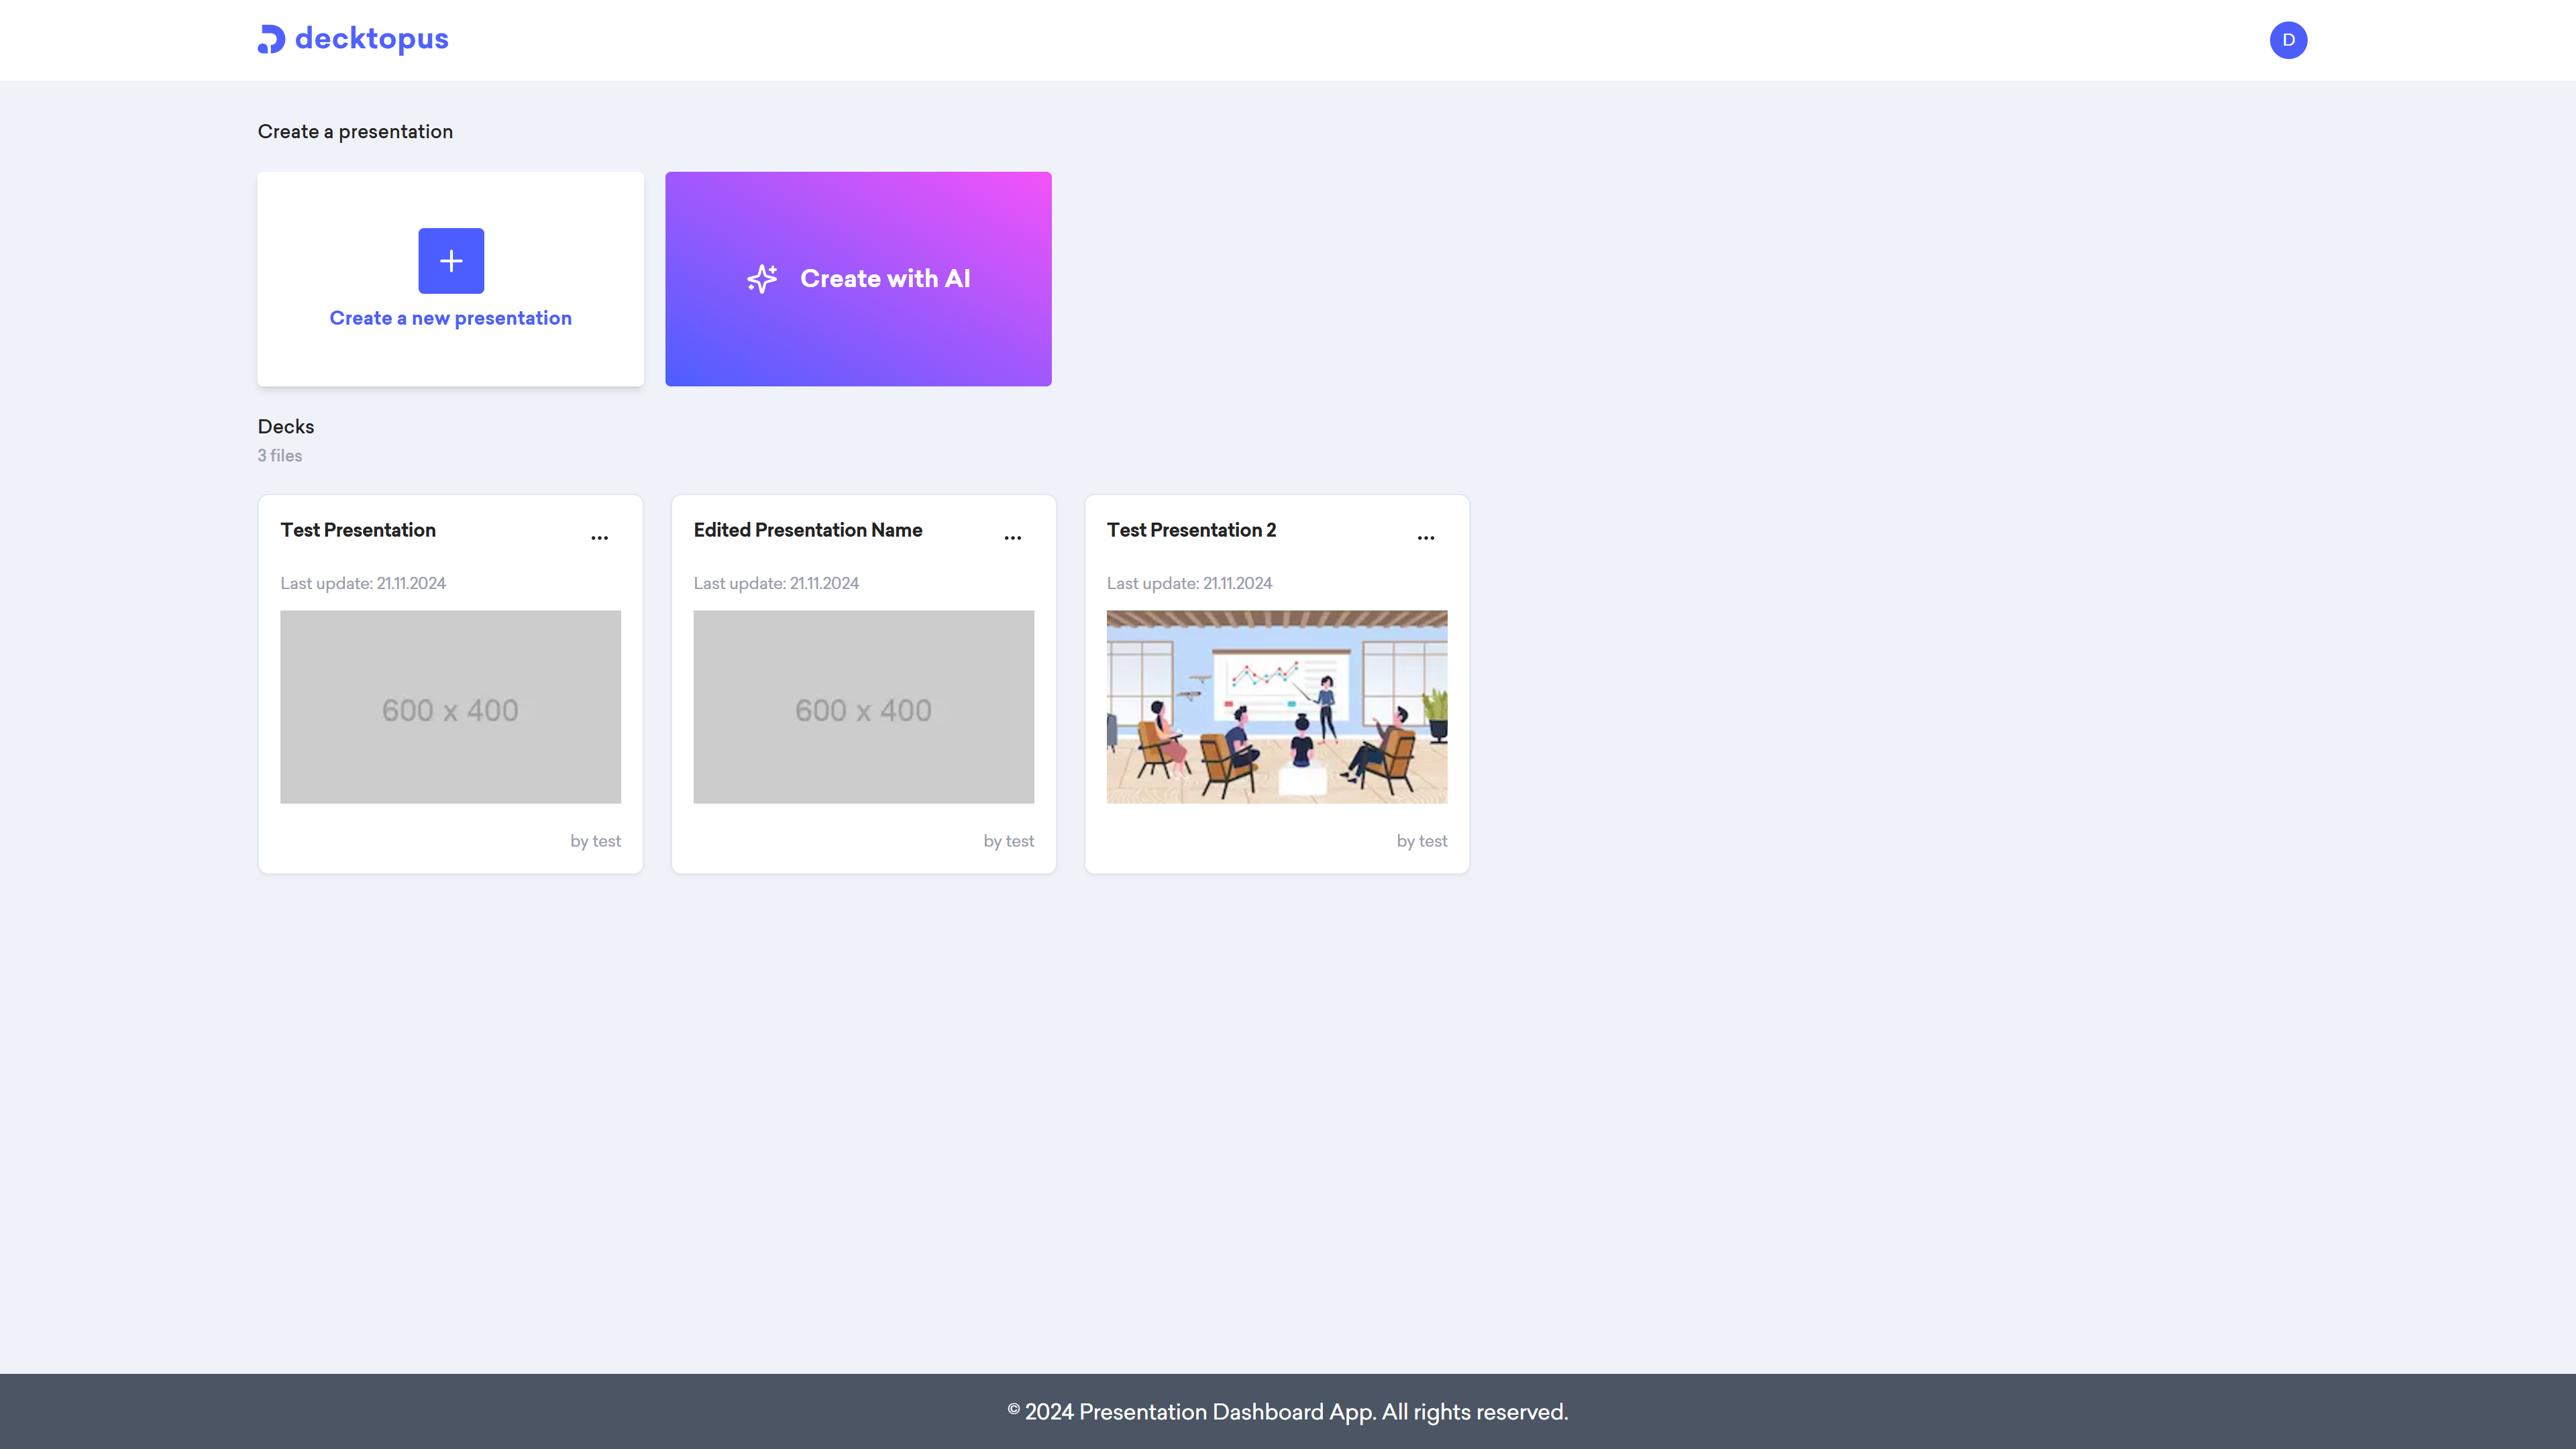 decktopus
D
Create a presentation
Create a new presentation
Create with AI
Decks
3 files
Test Presentation
...
Last update: 21.11.2024
600 x 400
by test
Edited Presentation Name
...
Last update: 21.11.2024
600 x 400
by test
Test Presentation 2
...
Last update: 21.11.2024
by test
© 2024 Presentation Dashboard App. All rights reserved.